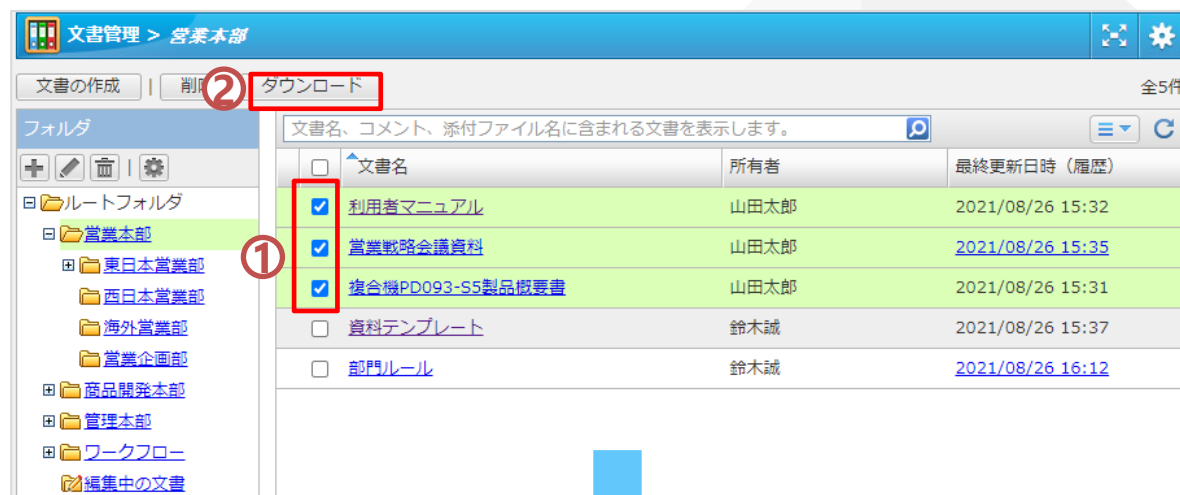 文書管理 > 営業本部
文書の作成 | 削 ② ダウンロード 全5件
フォルダ
文書名、コメント、添付ファイル名に含まれる文書を表示します。
文書名 所有者 最終更新日時（履歴）
ルートフォルダ
利用者マニュアル 山田太郎 2021/08/26 15:32
営業本部
①
営業戦略会議資料 山田太郎 2021/08/26 15:35
東日本営業部
複合機PD093-S5製品概要書 山田太郎 2021/08/26 15:31
西日本営業部
資料テンプレート 鈴木誠 2021/08/26 15:37
海外営業部
営業企画部
部門ルール 鈴木誠 2021/08/26 16:12
商品開発本部
管理本部
ワークフロー
編集中の文書